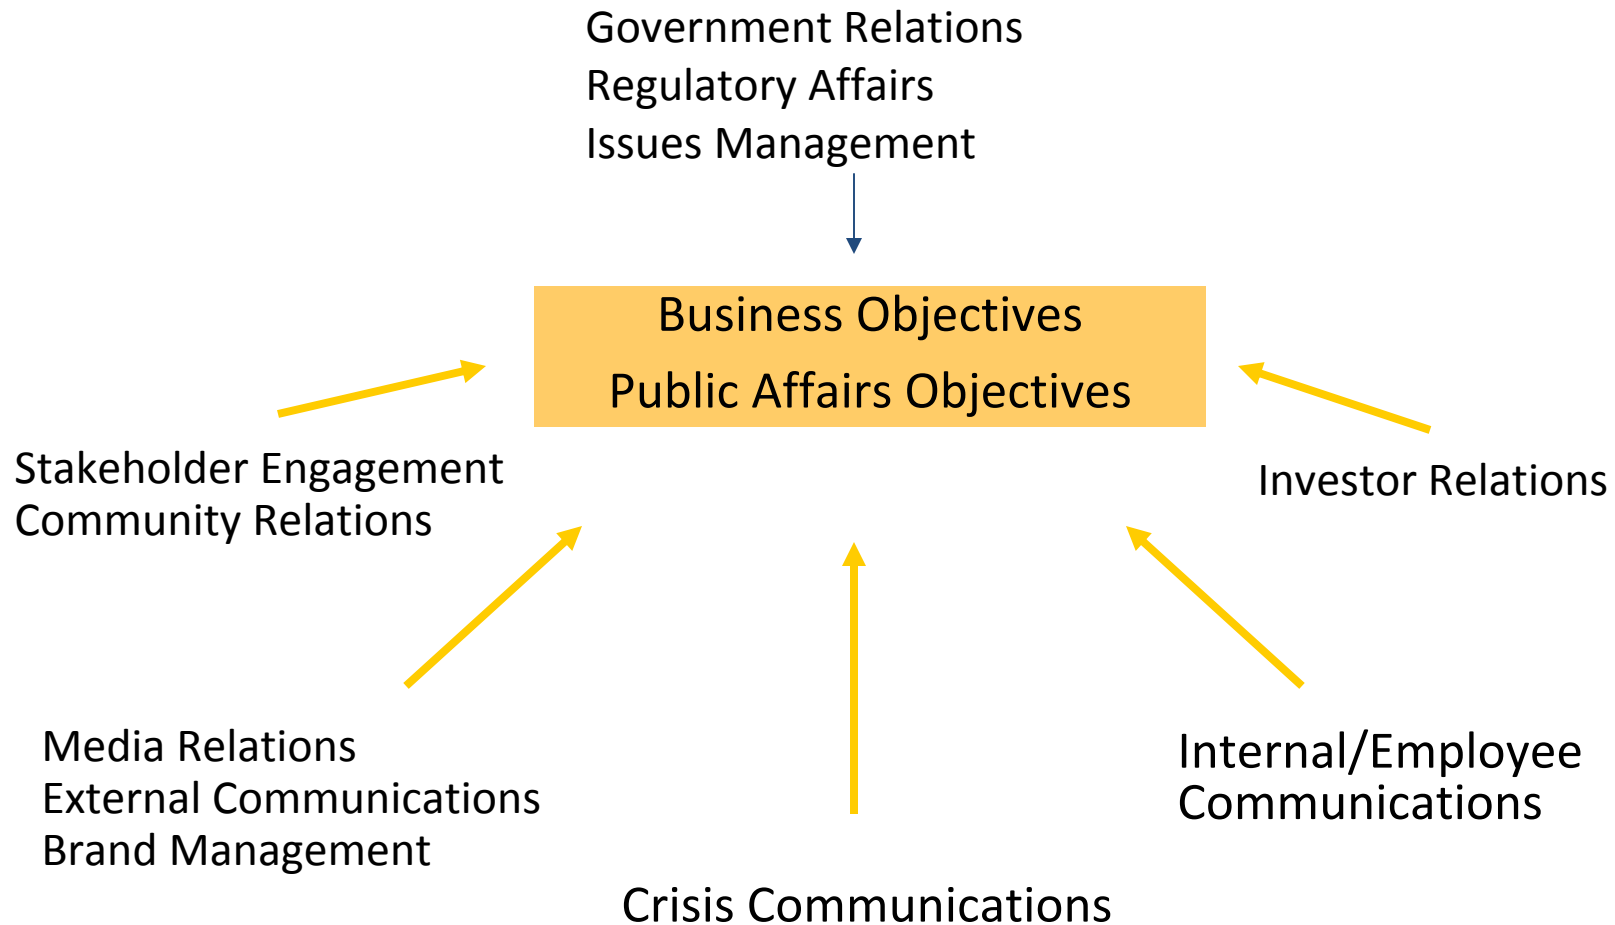 Government Relations
Regulatory Affairs
Issues Management
Business Objectives
Public Affairs Objectives
Stakeholder Engagement
Community Relations
Investor Relations
Media Relations
External Communications
Brand Management
Internal/Employee
Communications
Crisis Communications